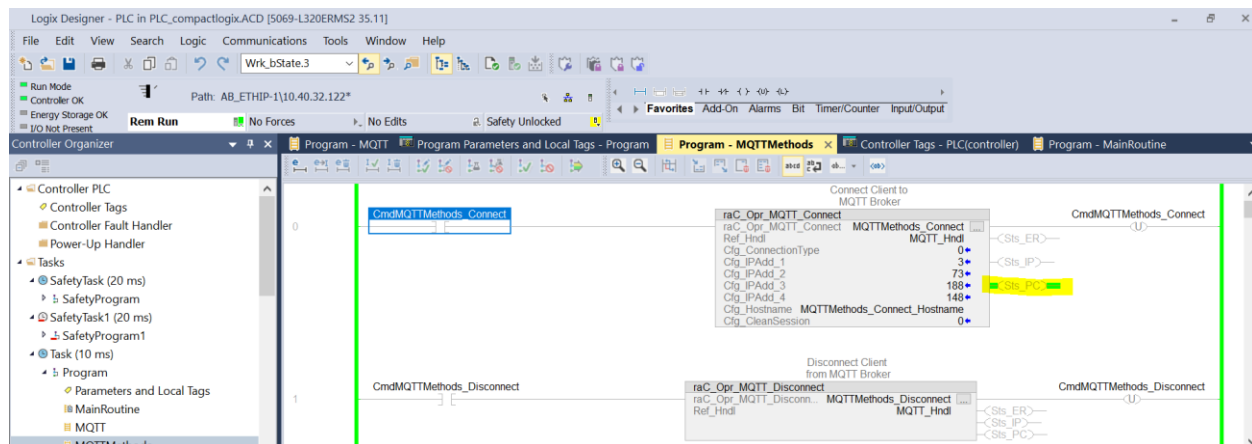 Logix Designer - PLC in PLC_compactlogix.ACD [5069-L320ERMS2 35.11]
File Edit View Search Logic Communications Tools Window Help
Wrk_bState.3
Run Mode
Controller OK
Energy Storage OK
I/O Not Present
Path: AB_ETHIP-1\10.40.32.122*
Rem Run No Forces No Edits Safety Unlocked
Favorites Add-On Alarms Bit Timer/Counter Input/Output
Controller Organizer
Program - MQTT Program Parameters and Local Tags - Program Program - MQTTMethods Controller Tags - PLC(controller) Program - MainRoutine
Controller PLC
Controller Tags
Controller Fault Handler
Power-Up Handler
Tasks
SafetyTask (20 ms)
SafetyProgram
SafetyTask1 (20 ms)
SafetyProgram1
Task (10 ms)
Program
Parameters and Local Tags
MainRoutine
MQTT
MQTTMethods
Connect Client to
MQTT Broker
0 CmdMQTTMethods_Connect
raC_Opr_MQTT_Connect
raC_Opr_MQTT_Connect MQTTMethods_Connect ...
Ref_Hndl MQTT_Hndl
Cfg_ConnectionType 0
Cfg_IPAdd_1 3
Cfg_IPAdd_2 73
Cfg_IPAdd_3 188
Cfg_IPAdd_4 148
Cfg_Hostname MQTTMethods_Connect_Hostname
Cfg_CleanSession 0
Sts_ER
Sts_IP
Sts_PC
CmdMQTTMethods_Connect
U
Disconnect Client
from MQTT Broker
1 CmdMQTTMethods_Disconnect
raC_Opr_MQTT_Disconnect
raC_Opr_MQTT_Disconn... MQTTMethods_Disconnect ...
Ref_Hndl MQTT_Hndl
Sts_ER
Sts_IP
Sts_PC
CmdMQTTMethods_Disconnect
U